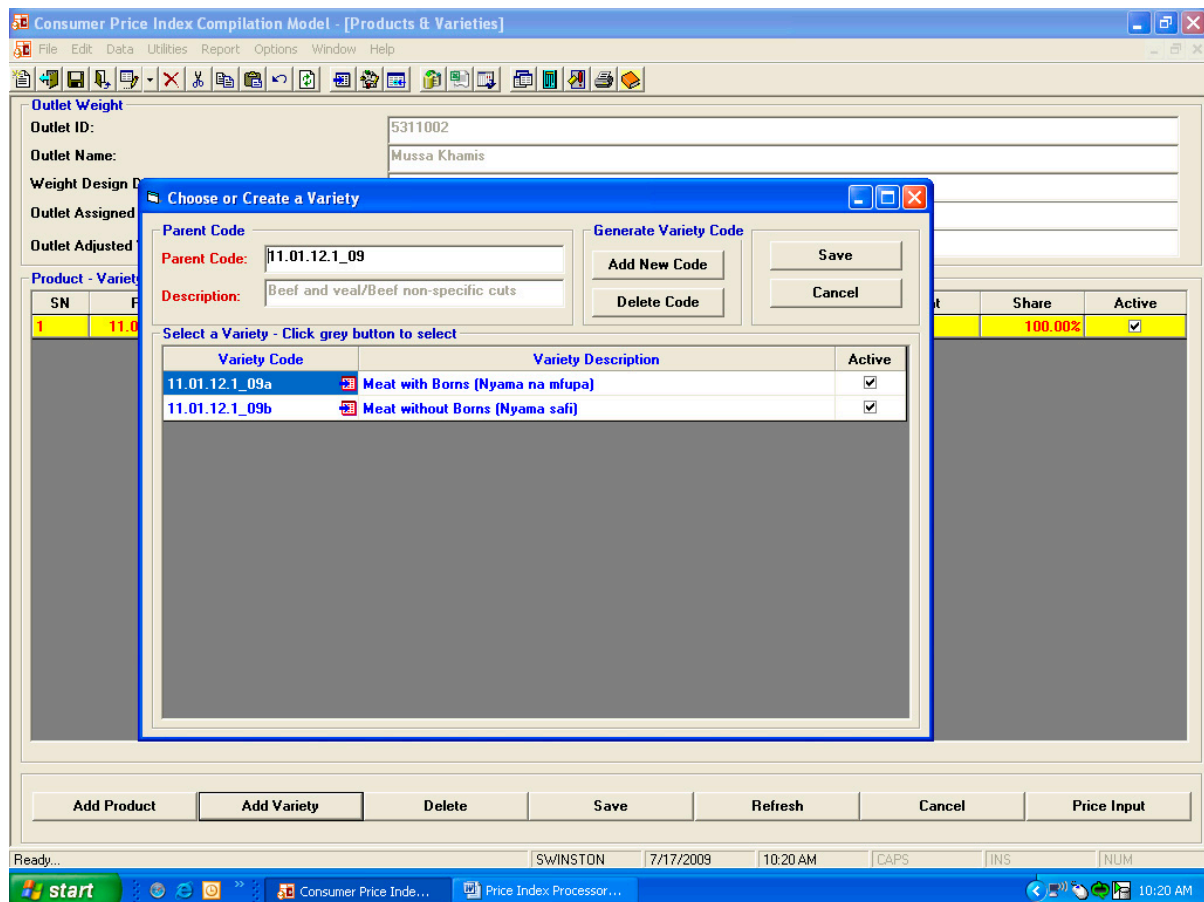 Consumer Price Index Compilation Model - [Products & Varieties]
File Edit Data Utilities Report Options Window Help
Outlet Weight
Outlet ID: 5311002
Outlet Name: Mussa Khamis
Weight Design D
Outlet Assigned
Outlet Adjusted
Product - Variet
SN Share Active
1 11.0 100.00%
Choose or Create a Variety
Parent Code
Parent Code: 11.01.12.1_09
Description: Beef and veal/Beef non-specific cuts
Generate Variety Code
Add New Code
Delete Code
Save
Cancel
Select a Variety - Click grey button to select
Variety Code Variety Description Active
11.01.12.1_09a Meat with Borns (Nyama na mfupa)
11.01.12.1_09b Meat without Borns (Nyama safi)
Add Product Add Variety Delete Save Refresh Cancel Price Input
Ready... SWINSTON 7/17/2009 10:20 AM CAPS INS NUM
start Consumer Price Inde... Price Index Processor... 10:20 AM